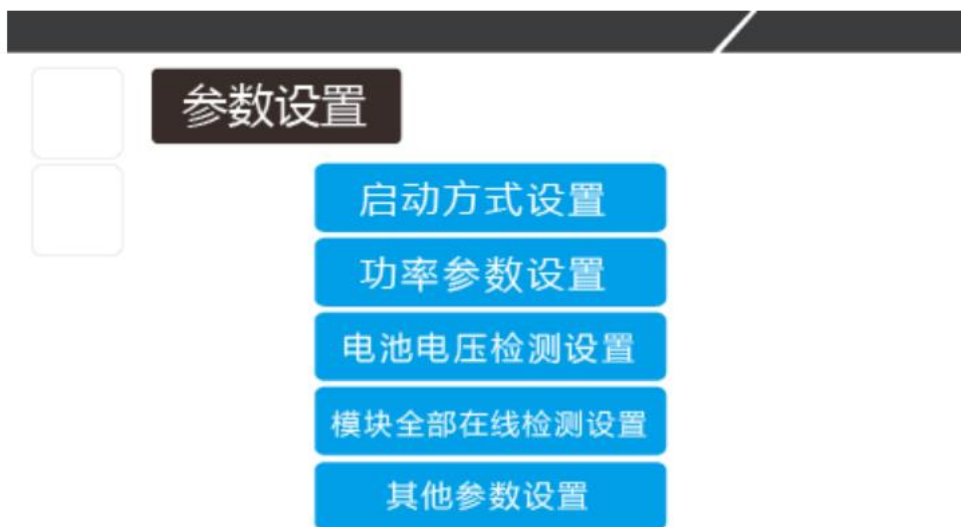 参数设置
启动方式设置
功率参数设置
电池电压检测设置
模块全部在线检测设置
其他参数设置